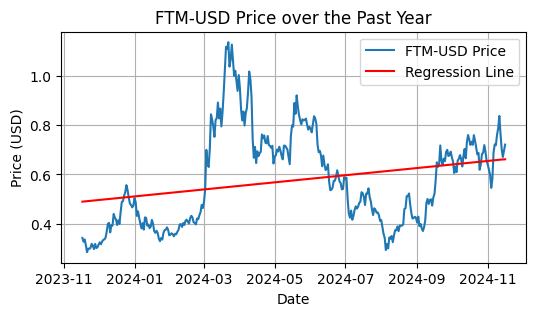 FTM-USD Price over the Past Year
FTM-USD Price
Regression Line
Price (USD)
1.0
0.8
0.6
0.4
2023-11
2024-01
2024-03
2024-05
2024-07
2024-09
2024-11
Date